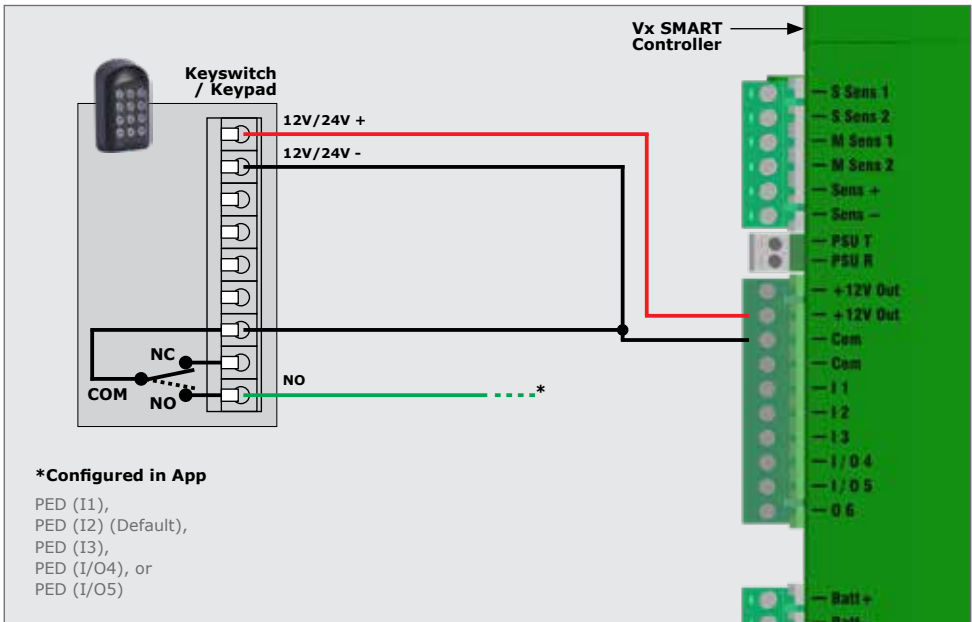 Vx SMART
Controller
Keyswitch
/ Keypad
12V/24V +
12V/24V -
NC
COM
NO
NO
*
*Configured in App
PED (I1),
PED (I2) (Default),
PED (I3),
PED (I/O4), or
PED (I/O5)
S Sens 1
S Sens 2
M Sens 1
M Sens 2
Sens +
Sens –
PSU T
PSU R
+12V Out
+12V Out
Com
Com
I 1
I 2
I 3
I / O 4
I / O 5
O 6
Batt+